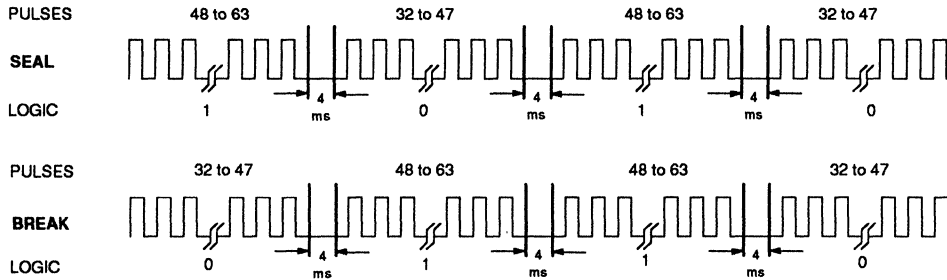 PULSES 48 to 63 32 to 47 48 to 63 32 to 47
SEAL
4 4 4
LOGIC 1 ms 0 ms 1 ms 0
PULSES 32 to 47 48 to 63 48 to 63 32 to 47
BREAK
4 4 4
LOGIC 0 ms 1 ms 1 ms 0